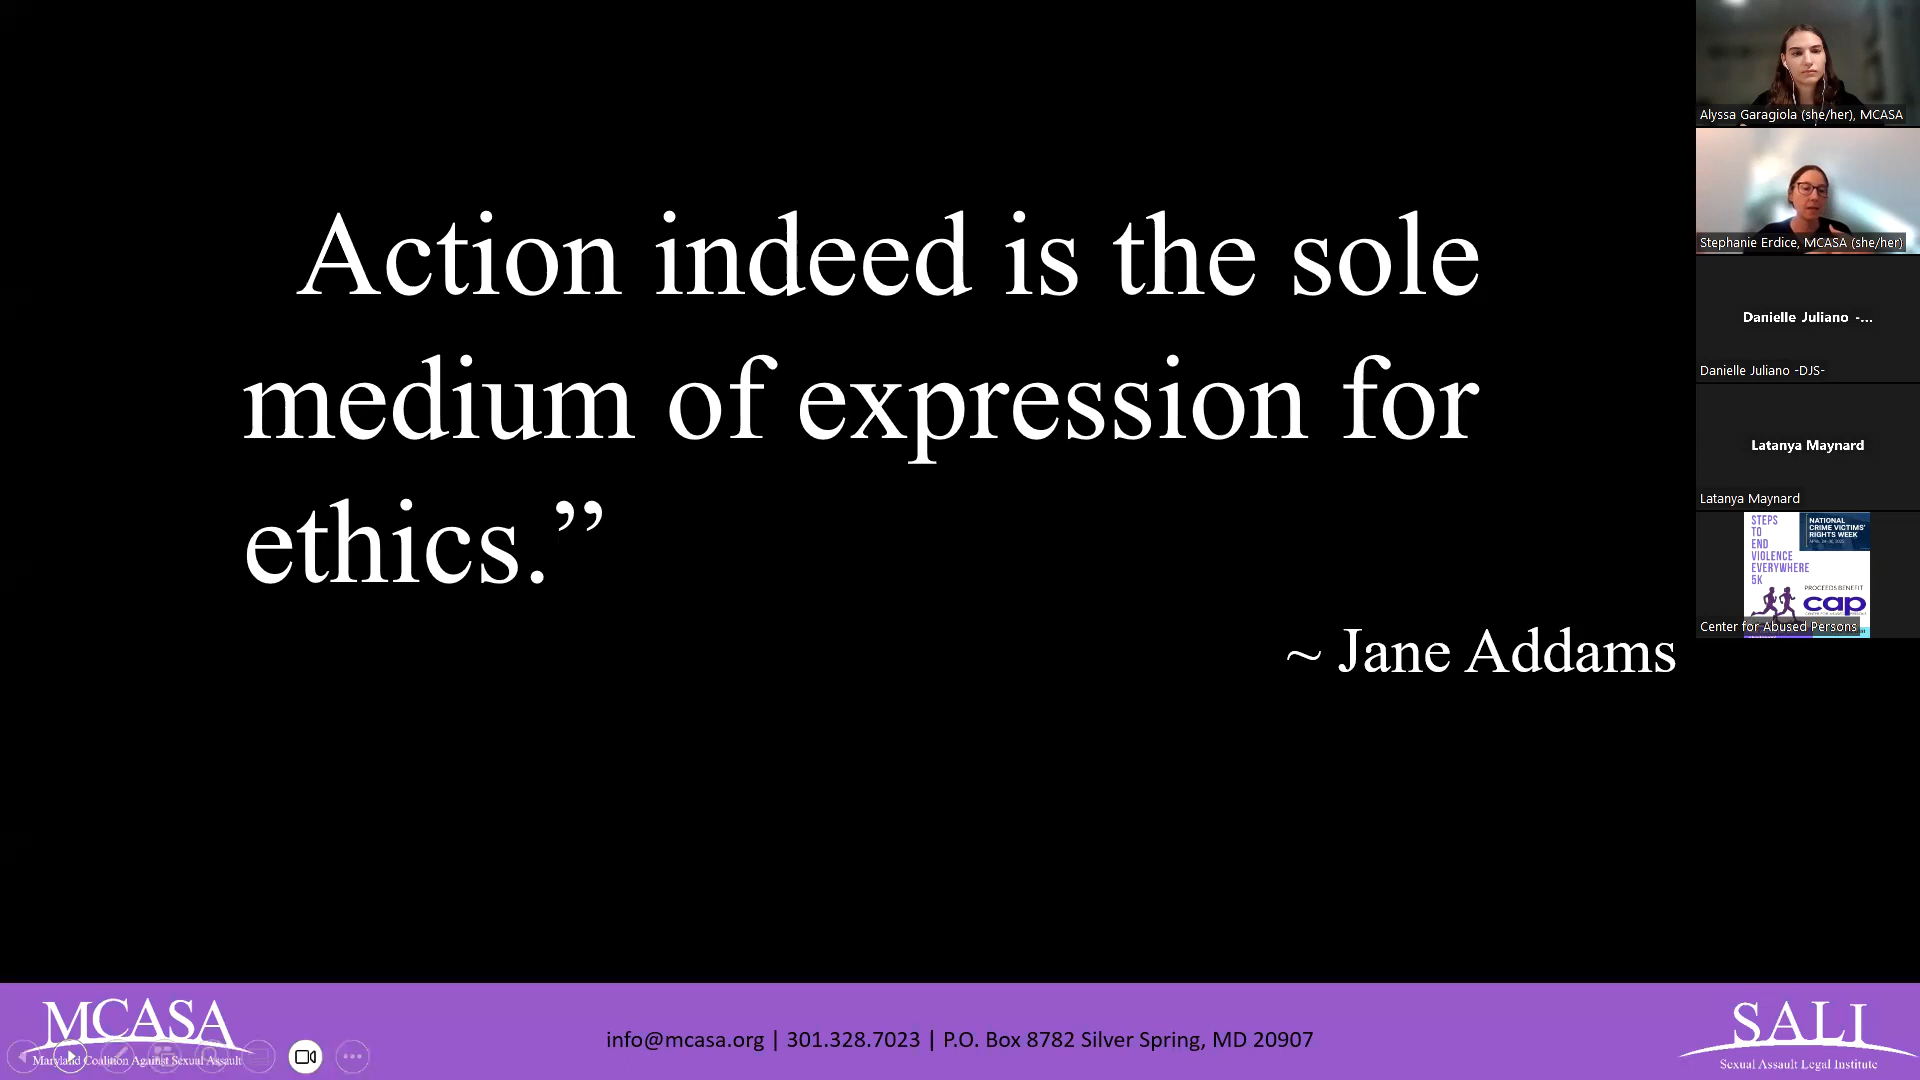 Action indeed is the sole
medium of expression for
ethics.”
~ Jane Addams
Alyssa Garagiola (she/her), MCASA
Stephanie Erdice, MCASA (she/her)
Danielle Juliano -...
Danielle Juliano -DJS-
Latanya Maynard
Latanya Maynard
STEPS
TO
END
VIOLENCE
EVERYWHERE
5K
NATIONAL
CRIME VICTIMS'
RIGHTS WEEK
PROCEEDS BENEFIT
cap
Center for Abused Persons
MCASA
Maryland Coalition Against Sexual Assault
info@mcasa.org | 301.328.7023 | P.O. Box 8782 Silver Spring, MD 20907
SALI
Sexual Assault Legal Institute